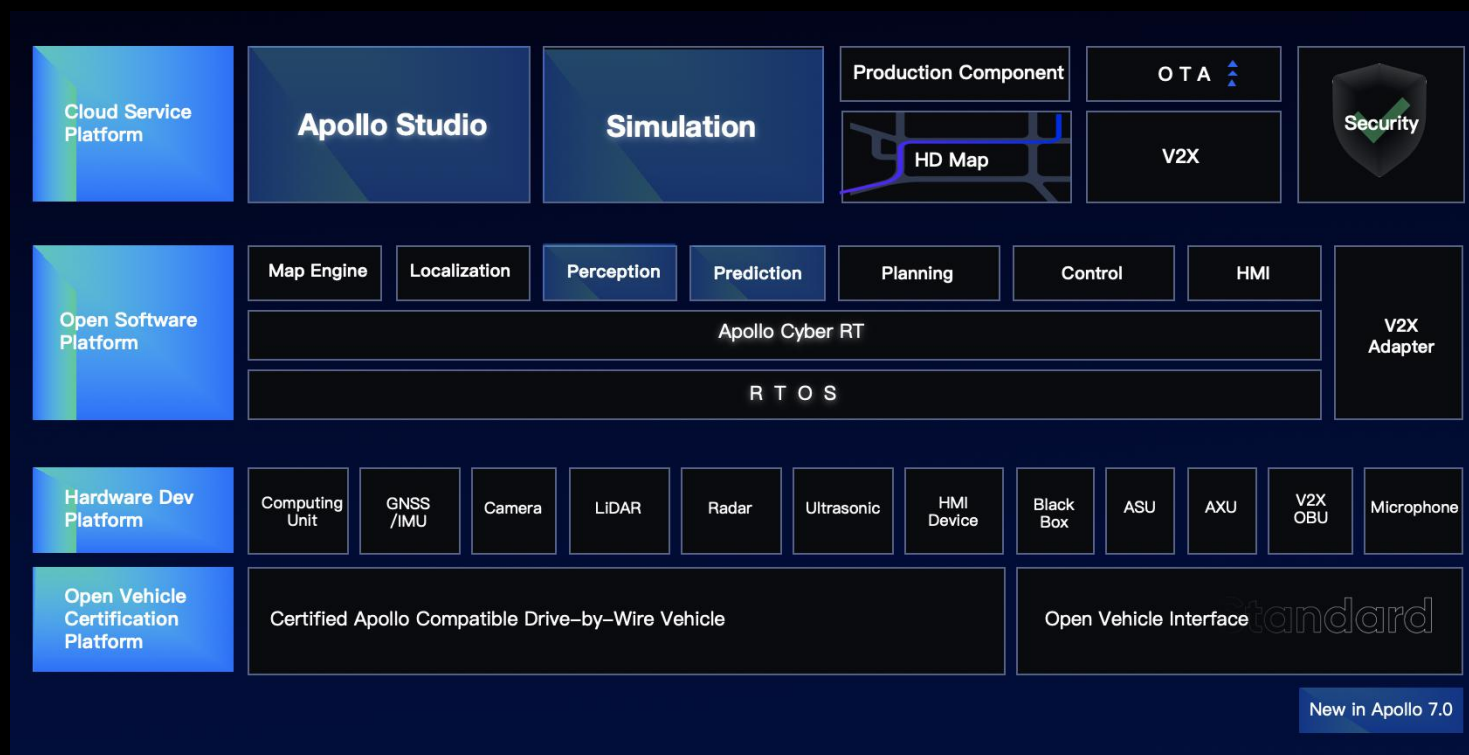 Cloud Service
Platform
Apollo Studio
Simulation
Production Component
HD Map
OTA
V2X
Security
Open Software
Platform
Map Engine
Localization
Perception
Prediction
Planning
Control
HMI
Apollo Cyber RT
RTOS
V2X
Adapter
Hardware Dev
Platform
Computing
Unit
GNSS
/IMU
Camera
LiDAR
Radar
Ultrasonic
HMI
Device
Black
Box
ASU
AXU
V2X
OBU
Microphone
Open Vehicle
Certification
Platform
Certified Apollo Compatible Drive–by–Wire Vehicle
Open Vehicle Interface Standard
New in Apollo 7.0